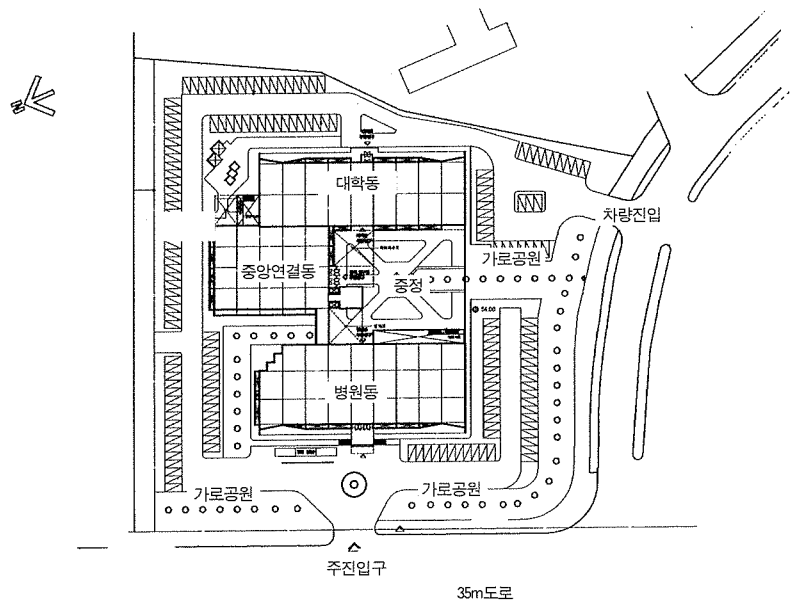 대학동
차량진입
가로공원
중앙연결동
중정
54.00
병원동
가로공원
가로공원
주진입구
35m도로